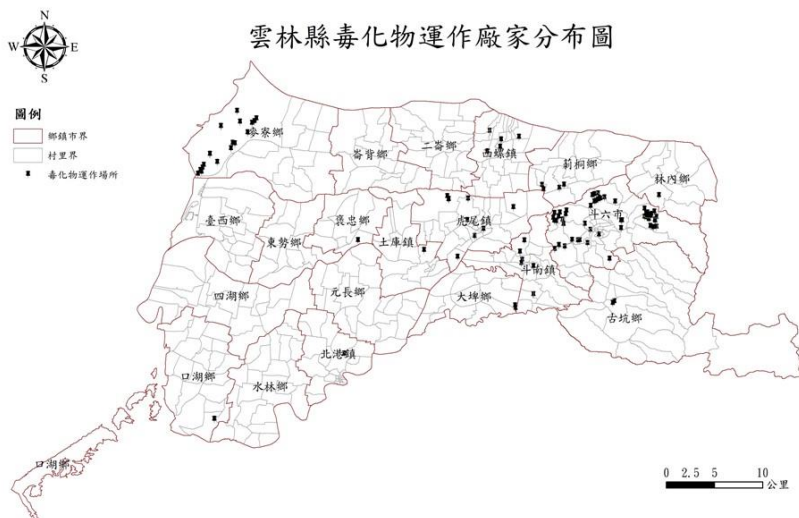 雲林縣毒化物運作廠家分布圖
N
W E
S
圖例
鄉鎮市界
村里界
毒化物運作場所
麥寮鄉
崙背鄉
二崙鄉
西螺鎮
莿桐鄉
林內鄉
臺西鄉
東勢鄉
褒忠鄉
土庫鎮
虎尾鎮
斗六市
斗南鎮
四湖鄉
元長鄉
大埤鄉
古坑鄉
北港鎮
口湖鄉
水林鄉
口湖鄉
0 2.5 5 10
公里